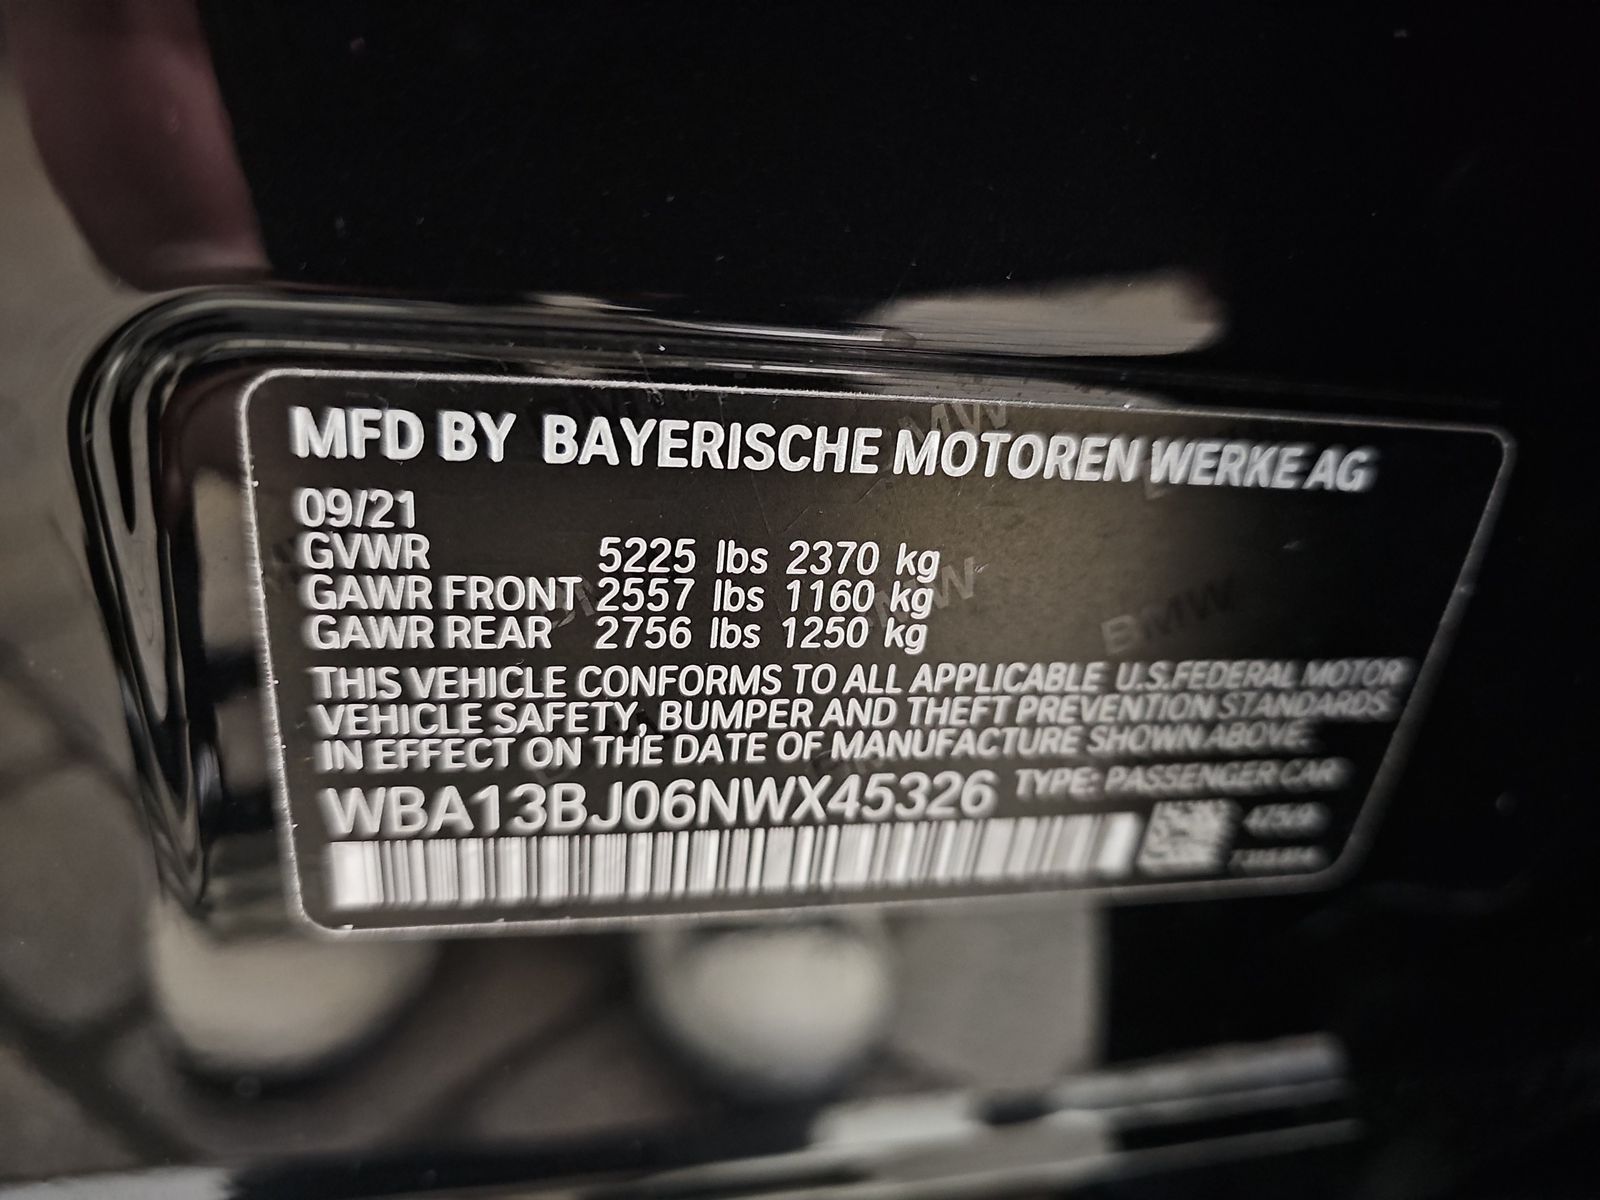 MFD BY BAYERISCHE MOTOREN WERKE AG
09/21
GVWR 5225 lbs 2370 kg
GAWR FRONT 2557 lbs 1160 kg
GAWR REAR 2756 lbs 1250 kg
THIS VEHICLE CONFORMS TO ALL APPLICABLE U.S.FEDERAL MOTOR
VEHICLE SAFETY, BUMPER AND THEFT PREVENTION STANDARDS
IN EFFECT ON THE DATE OF MANUFACTURE SHOWN ABOVE.
WBA13BJ06NWX45326 TYPE: PASSENGER CAR